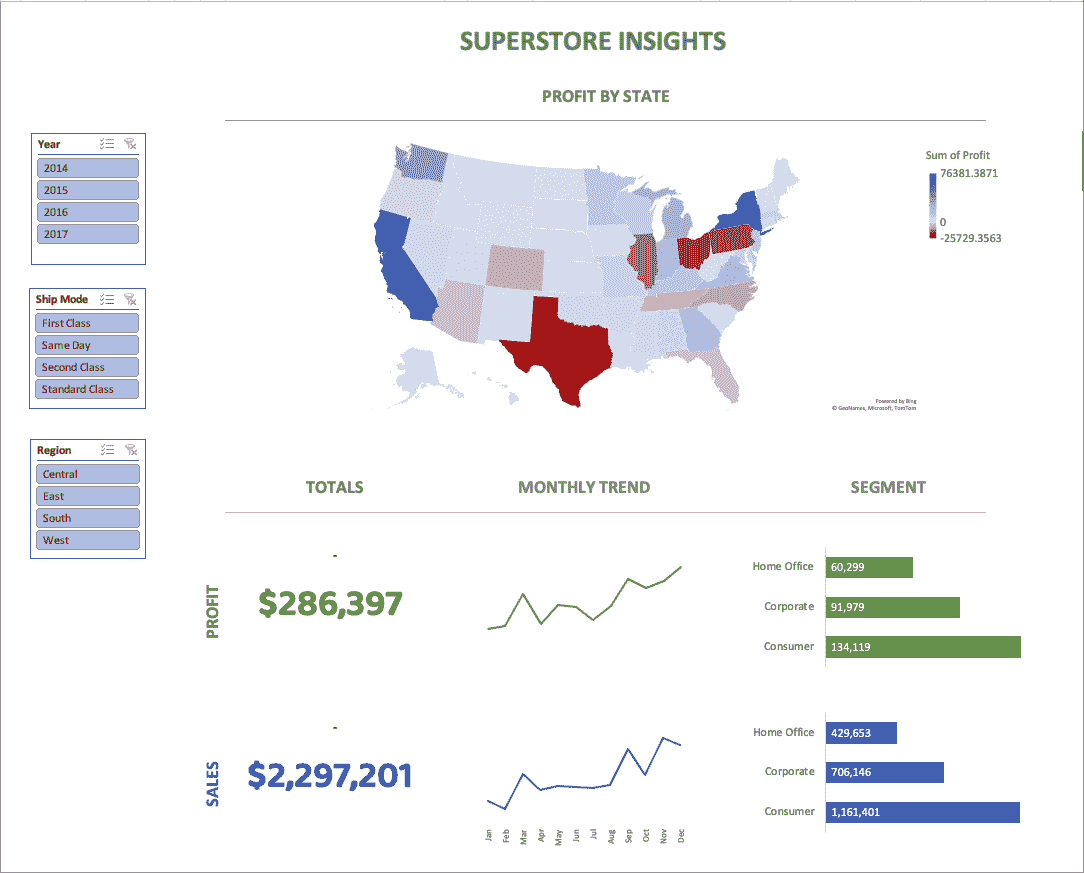 SUPERSTORE INSIGHTS
PROFIT BY STATE
Year
2014
2015
2016
2017
Ship Mode
First Class
Same Day
Second Class
Standard Class
Region
Central
East
South
West
Sum of Profit
76381.3871
0
-25729.3563
Powered by Bing
© GeoNames, Microsoft, TomTom
TOTALS
MONTHLY TREND
SEGMENT
PROFIT
-
$286,397
Home Office
60,299
Corporate
91,979
Consumer
134,119
SALES
-
$2,297,201
Jan
Feb
Mar
Apr
May
Jun
Jul
Aug
Sep
Oct
Nov
Dec
Home Office
429,653
Corporate
706,146
Consumer
1,161,401